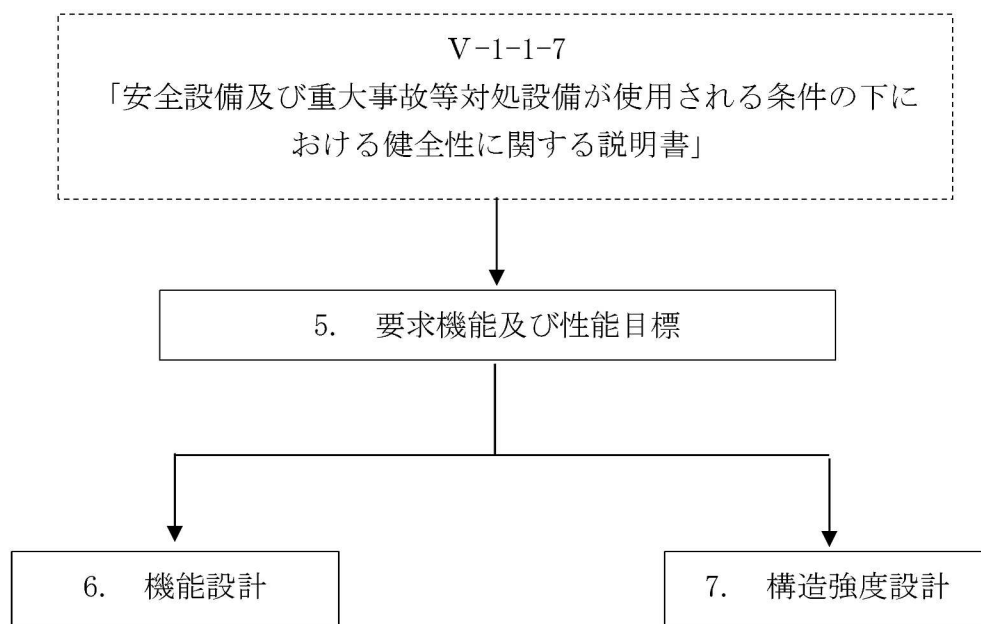 Ⅴ-1-1-7
「安全設備及び重大事故等対処設備が使用される条件の下に
おける健全性に関する説明書」
5. 要求機能及び性能目標
6. 機能設計
7. 構造強度設計